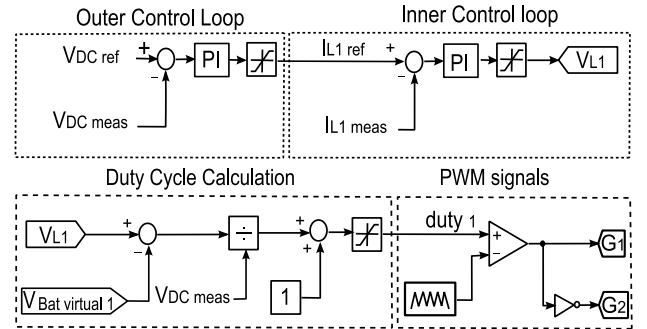 Outer Control Loop
Inner Control loop
VDC ref
+
−
PI
IL1 ref
+
−
PI
VL1
VDC meas
IL1 meas
Duty Cycle Calculation
PWM signals
VL1
+
−
÷
+
+
duty 1
+
−
G1
VBat virtual 1
VDC meas
1
G2